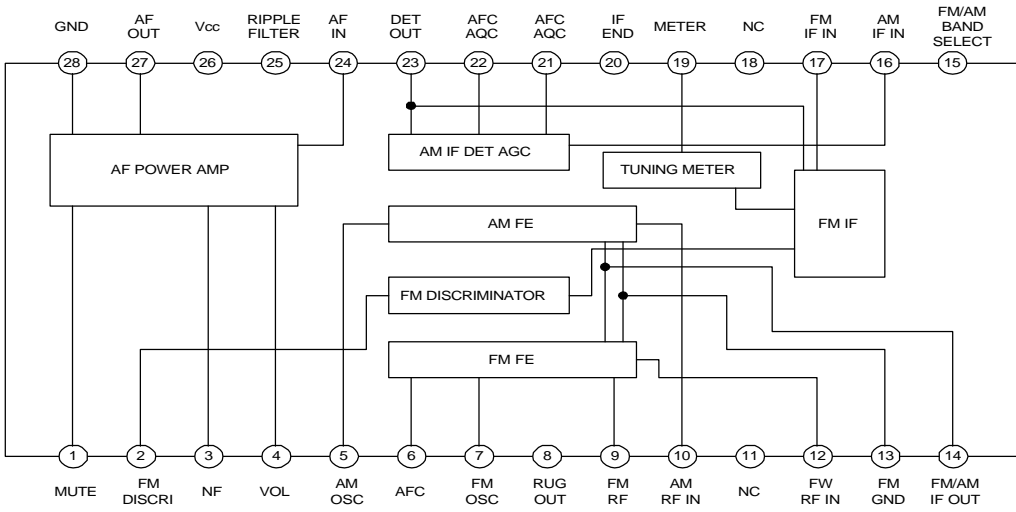 GND
AF
OUT
Vcc
RIPPLE
FILTER
AF
IN
DET
OUT
AFC
AQC
AFC
AQC
IF
END
METER
NC
FM
IF IN
AM
IF IN
FM/AM
BAND
SELECT
28
27
26
25
24
23
22
21
20
19
18
17
16
15
AF POWER AMP
AM IF DET AGC
TUNING METER
FM IF
AM FE
FM DISCRIMINATOR
FM FE
1
2
3
4
5
6
7
8
9
10
11
12
13
14
MUTE
FM
DISCRI
NF
VOL
AM
OSC
AFC
FM
OSC
RUG
OUT
FM
RF
AM
RF IN
NC
FW
RF IN
FM
GND
FM/AM
IF OUT